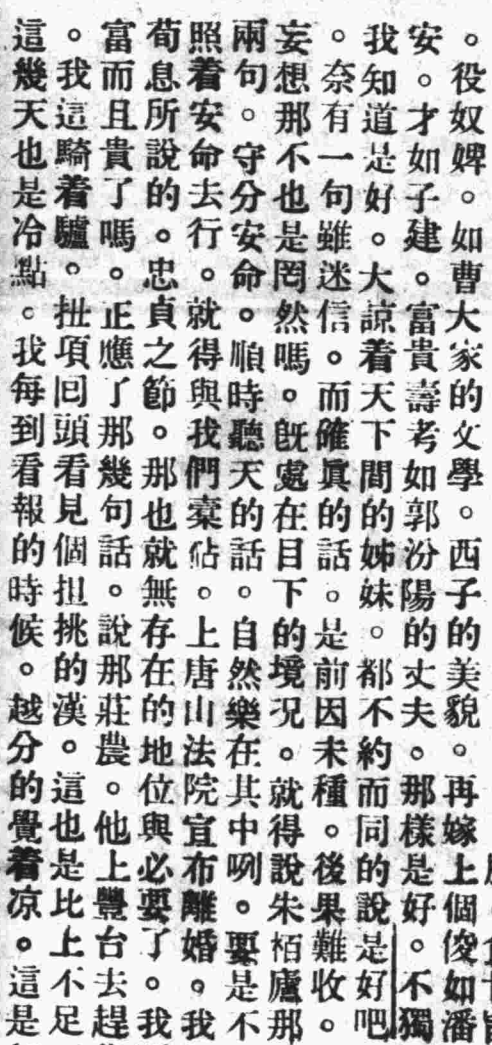 。役奴婢。如曹大家的文學。西子的美貌。再嫁上個俊如潘
安。才如子建。富貴壽考如郭汾陽的丈夫。那樣是好。不獨
我知道是好。大諒着天下間的姊妹。都不約而同的說是好吧
。奈有一句雖迷信。而確眞的話。是前因未種。後果難收。
妄想那不也是罔然嗎。旣處在目下的境況。就得說朱栢廬那
兩句。守分安命。順時聽天的話。自然樂在其中咧。要是不
照着安命去行。就得與我們棄佔。上唐山法院宣布離婚。我
荀息所說的。忠貞之節。那也就無存在的地位與必要了。我
富而且貴了嗎。正應了那幾句話。說那莊農。他上豐台去趕
。我這騎着驢。扯項回頭看見個担挑的漢。這也是比上不足
這幾天也是冷點。我每到看報的時候。越分的覺着凉。這是